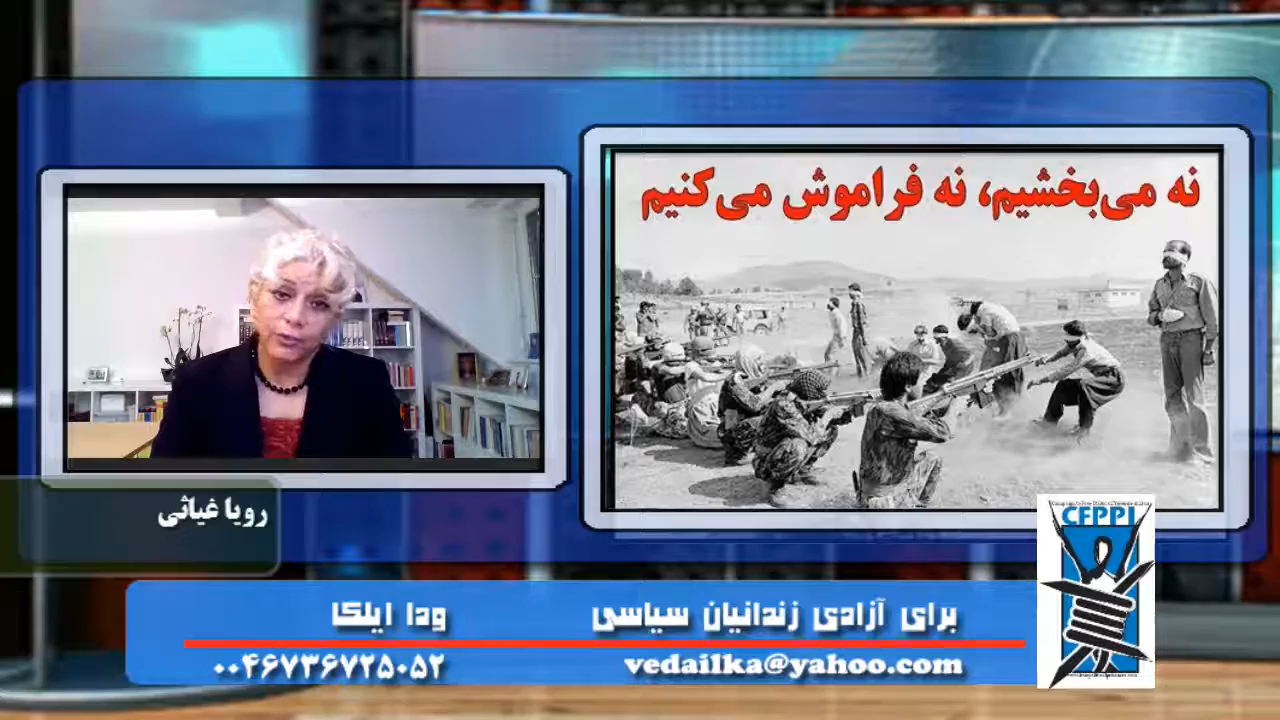 نه می‌بخشیم، نه فراموش می‌کنیم
رویا غیاثی
CFPPI
برای آزادی زندانیان سیاسی
ودا ایلکا
vedailka@yahoo.com
۰۰۴۶۷۳۶۷۲۵۰۵۲